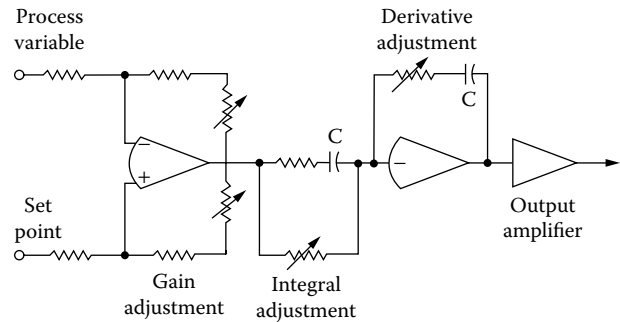 Process
variable
Derivative
adjustment
C
C
−
+
−
Set
point
Gain
adjustment
Integral
adjustment
Output
amplifier